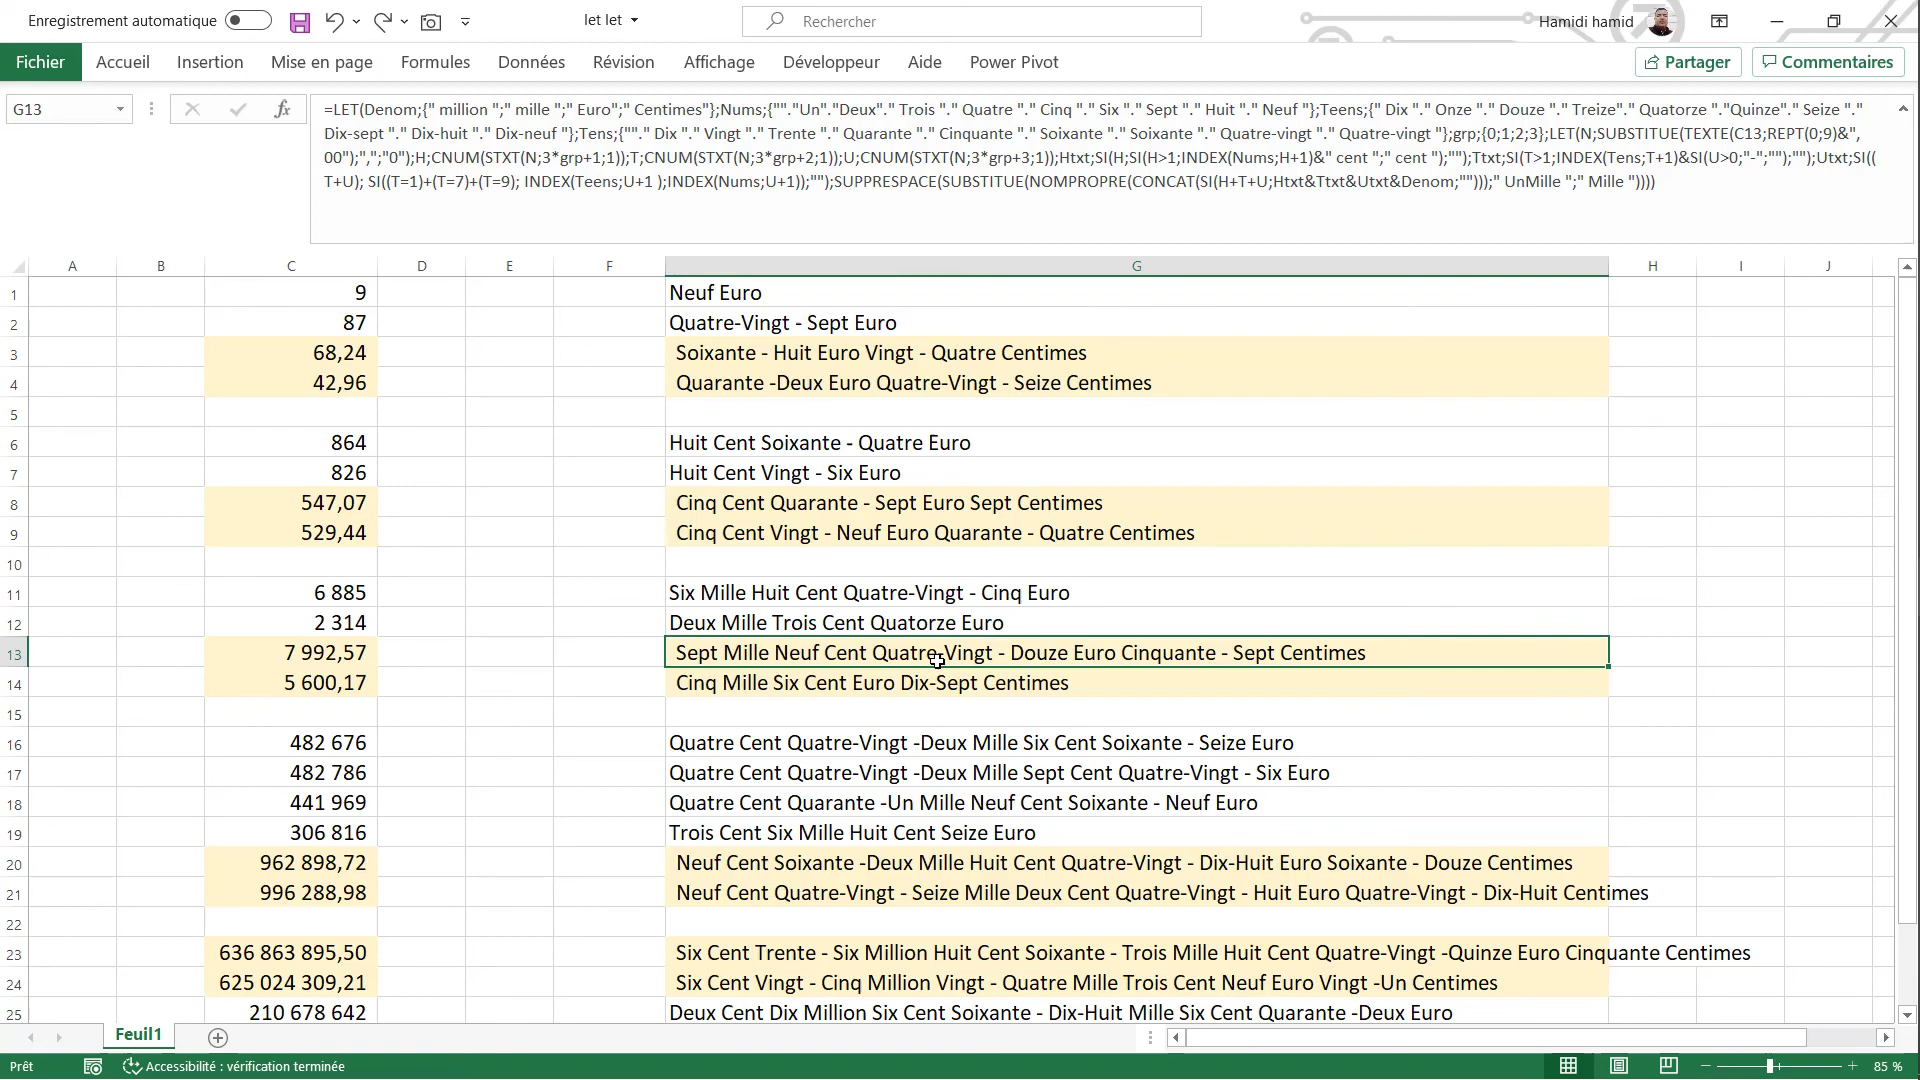 Enregistrement automatique let let Rechercher Hamidi hamid
Fichier Accueil Insertion Mise en page Formules Données Révision Affichage Développeur Aide Power Pivot Partager Commentaires
G13 fx =LET(Denom;{" million ";" mille ";" Euro";" Centimes"};Nums;{""."Un"."Deux"." Trois "." Quatre "." Cinq "." Six "." Sept "." Huit "." Neuf "};Teens;{" Dix "." Onze "." Douze "." Treize"." Quatorze "."Quinze"." Seize "."
Dix-sept "." Dix-huit "." Dix-neuf "};Tens;{""." Dix "." Vingt "." Trente "." Quarante "." Cinquante "." Soixante "." Soixante "." Quatre-vingt "." Quatre-vingt "};grp;{0;1;2;3};LET(N;SUBSTITUE(TEXTE(C13;REPT(0;9)&",
00");",";"0");H;CNUM(STXT(N;3*grp+1;1));T;CNUM(STXT(N;3*grp+2;1));U;CNUM(STXT(N;3*grp+3;1));Htxt;SI(H;SI(H>1;INDEX(Nums;H+1)&" cent ";" cent ");"");Ttxt;SI(T>1;INDEX(Tens;T+1)&SI(U>0;"-";"");"");Utxt;SI((
T+U); SI((T=1)+(T=7)+(T=9); INDEX(Teens;U+1 );INDEX(Nums;U+1));"");SUPPRESPACE(SUBSTITUE(NOMPROPRE(CONCAT(SI(H+T+U;Htxt&Ttxt&Utxt&Denom;"")));" UnMille ";" Mille "))))
A B C D E F G H I J
1 9 Neuf Euro
2 87 Quatre-Vingt - Sept Euro
3 68,24 Soixante - Huit Euro Vingt - Quatre Centimes
4 42,96 Quarante -Deux Euro Quatre-Vingt - Seize Centimes
5
6 864 Huit Cent Soixante - Quatre Euro
7 826 Huit Cent Vingt - Six Euro
8 547,07 Cinq Cent Quarante - Sept Euro Sept Centimes
9 529,44 Cinq Cent Vingt - Neuf Euro Quarante - Quatre Centimes
10
11 6 885 Six Mille Huit Cent Quatre-Vingt - Cinq Euro
12 2 314 Deux Mille Trois Cent Quatorze Euro
13 7 992,57 Sept Mille Neuf Cent Quatre-Vingt - Douze Euro Cinquante - Sept Centimes
14 5 600,17 Cinq Mille Six Cent Euro Dix-Sept Centimes
15
16 482 676 Quatre Cent Quatre-Vingt -Deux Mille Six Cent Soixante - Seize Euro
17 482 786 Quatre Cent Quatre-Vingt -Deux Mille Sept Cent Quatre-Vingt - Six Euro
18 441 969 Quatre Cent Quarante -Un Mille Neuf Cent Soixante - Neuf Euro
19 306 816 Trois Cent Six Mille Huit Cent Seize Euro
20 962 898,72 Neuf Cent Soixante -Deux Mille Huit Cent Quatre-Vingt - Dix-Huit Euro Soixante - Douze Centimes
21 996 288,98 Neuf Cent Quatre-Vingt - Seize Mille Deux Cent Quatre-Vingt - Huit Euro Quatre-Vingt - Dix-Huit Centimes
22
23 636 863 895,50 Six Cent Trente - Six Million Huit Cent Soixante - Trois Mille Huit Cent Quatre-Vingt -Quinze Euro Cinquante Centimes
24 625 024 309,21 Six Cent Vingt - Cinq Million Vingt - Quatre Mille Trois Cent Neuf Euro Vingt -Un Centimes
25 210 678 642 Deux Cent Dix Million Six Cent Soixante - Dix-Huit Mille Six Cent Quarante -Deux Euro
Feuil1
Prêt Accessibilité : vérification terminée 85 %